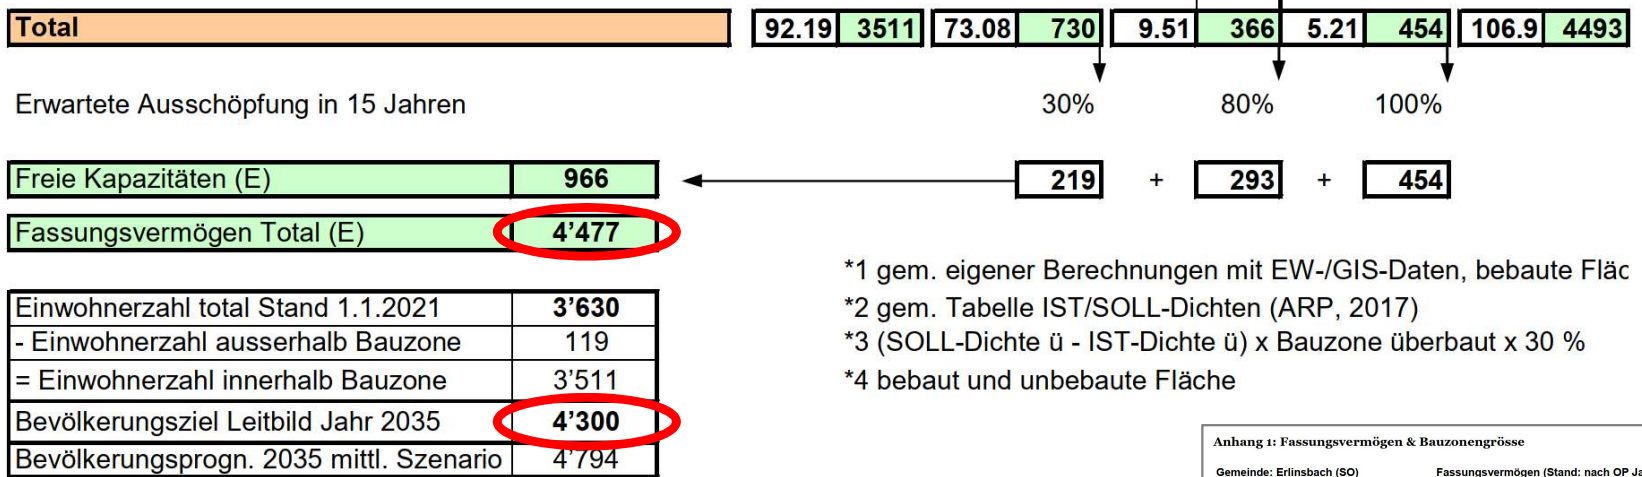 Total 92.19 3511 73.08 730 9.51 366 5.21 454 106.9 4493
Erwartete Ausschöpfung in 15 Jahren 30% 80% 100%
Freie Kapazitäten (E) 966 219 + 293 + 454
Fassungsvermögen Total (E) 4'477
*1 gem. eigener Berechnungen mit EW-/GIS-Daten, bebaute Fläc
Einwohnerzahl total Stand 1.1.2021 3'630
*2 gem. Tabelle IST/SOLL-Dichten (ARP, 2017)
- Einwohnerzahl ausserhalb Bauzone 119
*3 (SOLL-Dichte ü - IST-Dichte ü) x Bauzone überbaut x 30 %
= Einwohnerzahl innerhalb Bauzone 3'511
*4 bebaut und unbebaute Fläche
Bevölkerungsziel Leitbild Jahr 2035 4'300
Bevölkerungsprogn. 2035 mittl. Szenario 4'794
Anhang 1: Fassungsvermögen & Bauzonengrösse
Gemeinde: Erlinsbach (SO) Fassungsvermögen (Stand: nach OP Ja